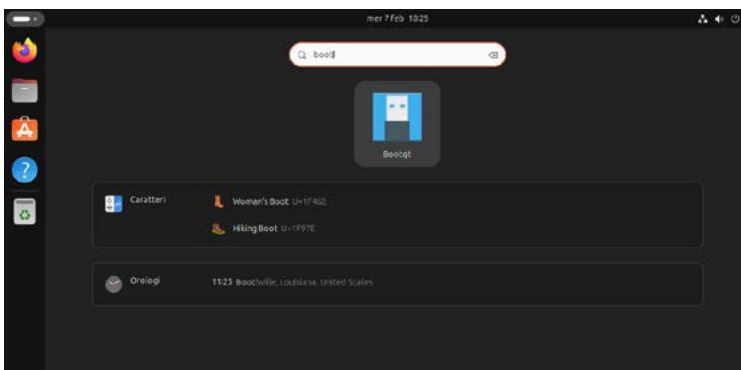 mer 7 feb 10:25
boot
Bootqt
Caratteri
Woman's Boot U+1F462
Hiking Boot U+1F97E
Orologi
11:25 Boothville, Louisiana, United States